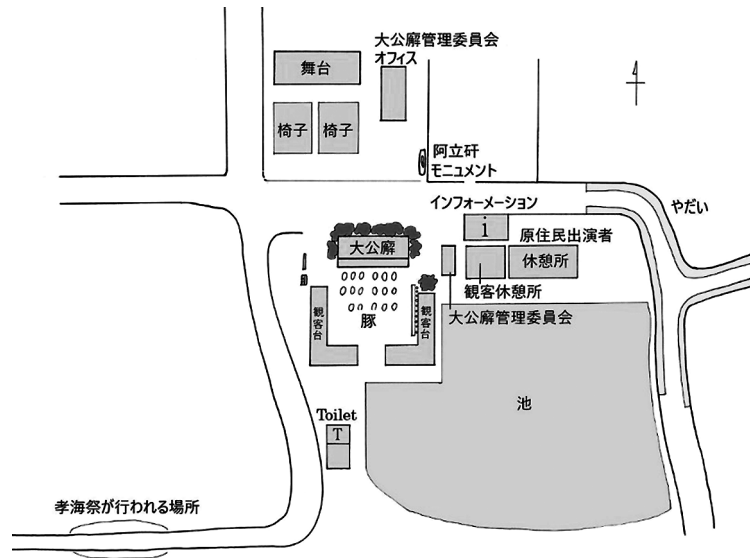 大公廨管理委員会
オフィス
舞台
椅子
椅子
阿立矸
モニュメント
インフォーメーション
i
やだい
原住民出演者
休憩所
大公廨
観客休憩所
大公廨管理委員会
豚
観客台
観客台
池
Toilet
T
孝海祭が行われる場所